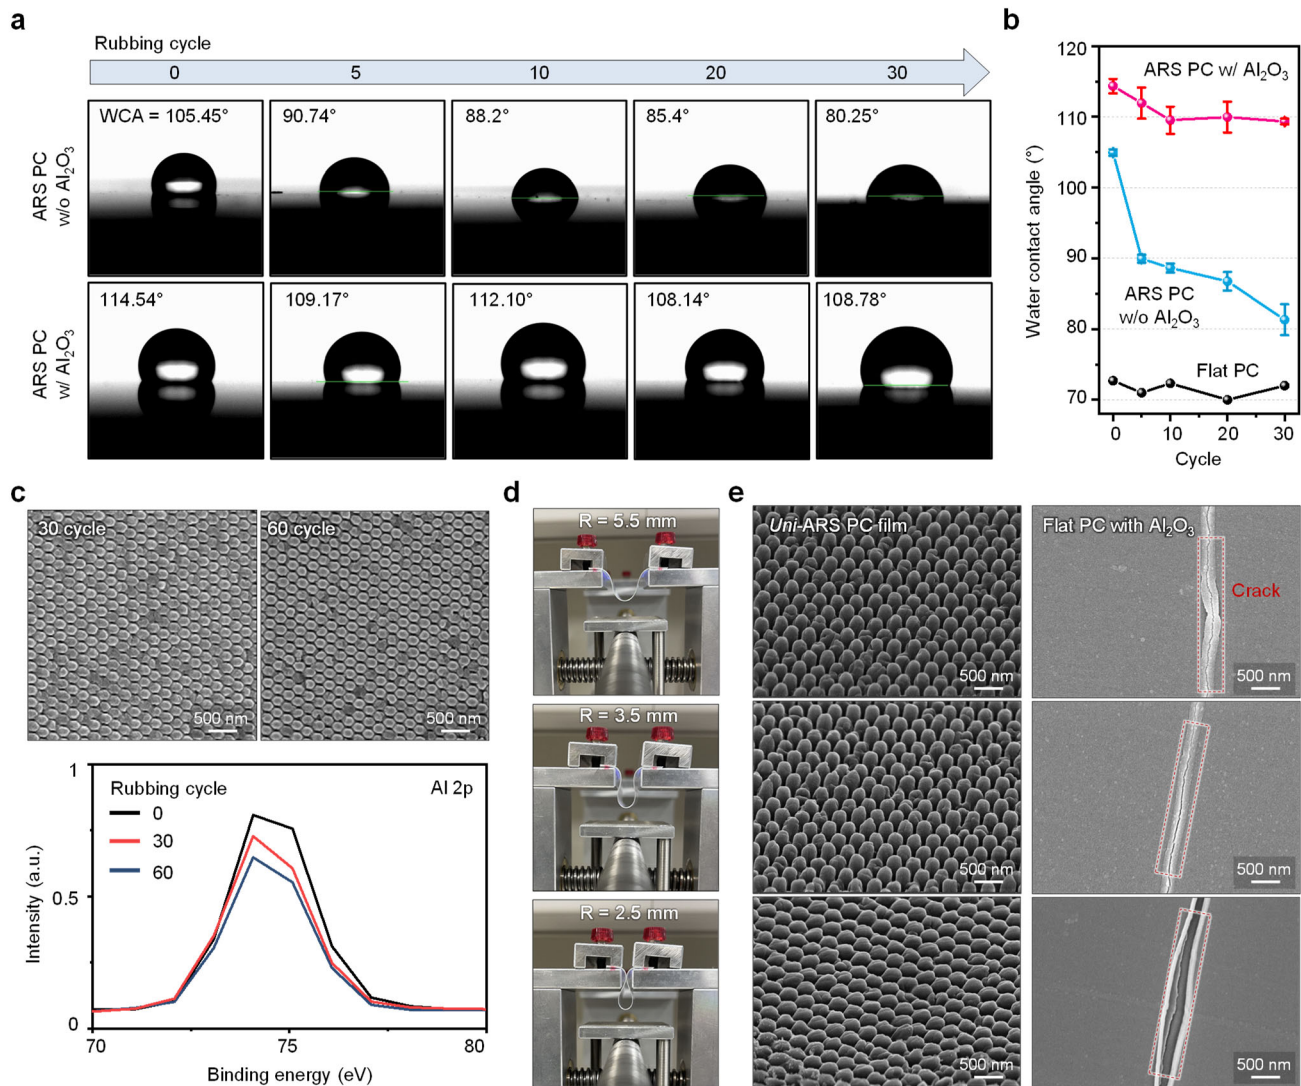 a
Rubbing cycle
0 5 10 20 30
ARS PC
w/o Al₂O₃
WCA = 105.45° 90.74° 88.2° 85.4° 80.25°
ARS PC
w/ Al₂O₃
114.54° 109.17° 112.10° 108.14° 108.78°
b
120
110
100
90
80
70
Water contact angle (°)
ARS PC w/ Al₂O₃
ARS PC
w/o Al₂O₃
Flat PC
0 10 20 30
Cycle
c
30 cycle
500 nm
60 cycle
500 nm
1
0.5
0
Intensity (a.u.)
Rubbing cycle
0
30
60
Al 2p
70 75 80
Binding energy (eV)
d
R = 5.5 mm
R = 3.5 mm
R = 2.5 mm
e
Uni-ARS PC film
500 nm
Flat PC with Al₂O₃
Crack
500 nm
500 nm
500 nm
500 nm
500 nm